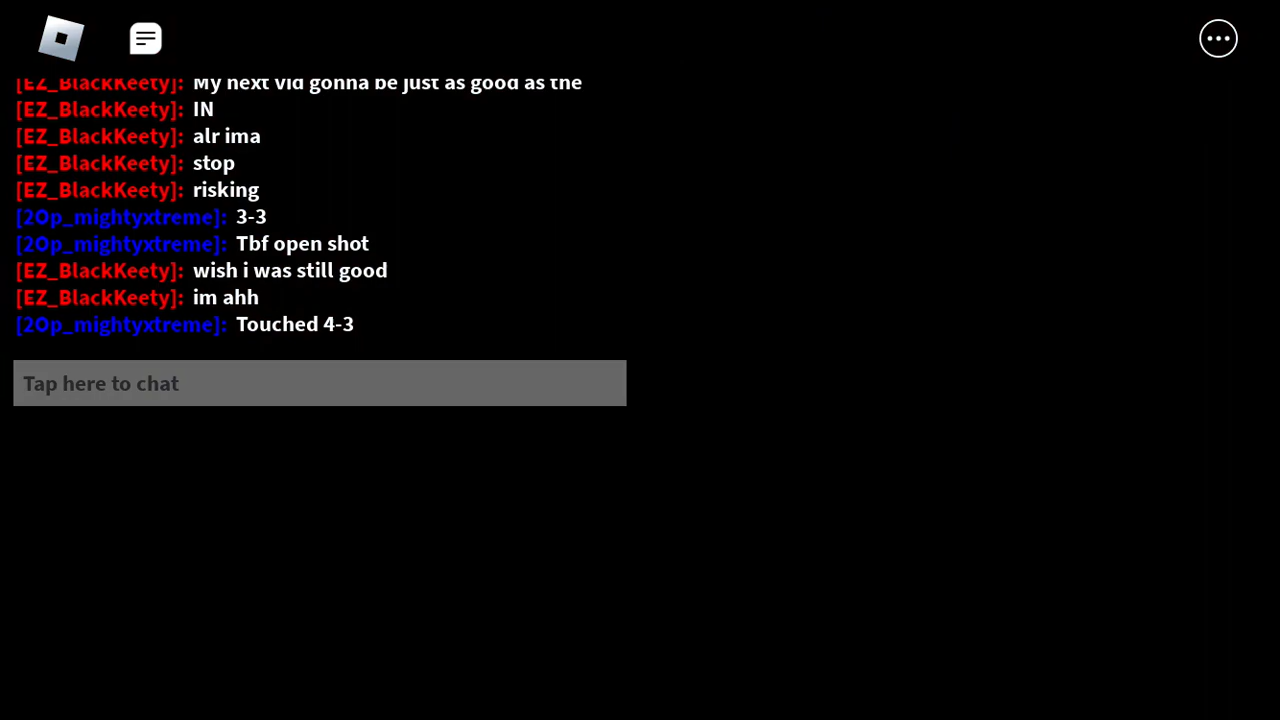 [EZ_BlackKeety]: My next vid gonna be just as good as the
[EZ_BlackKeety]: IN
[EZ_BlackKeety]: alr ima
[EZ_BlackKeety]: stop
[EZ_BlackKeety]: risking
[2Op_mightyxtreme]: 3-3
[2Op_mightyxtreme]: Tbf open shot
[EZ_BlackKeety]: wish i was still good
[EZ_BlackKeety]: im ahh
[2Op_mightyxtreme]: Touched 4-3
Tap here to chat